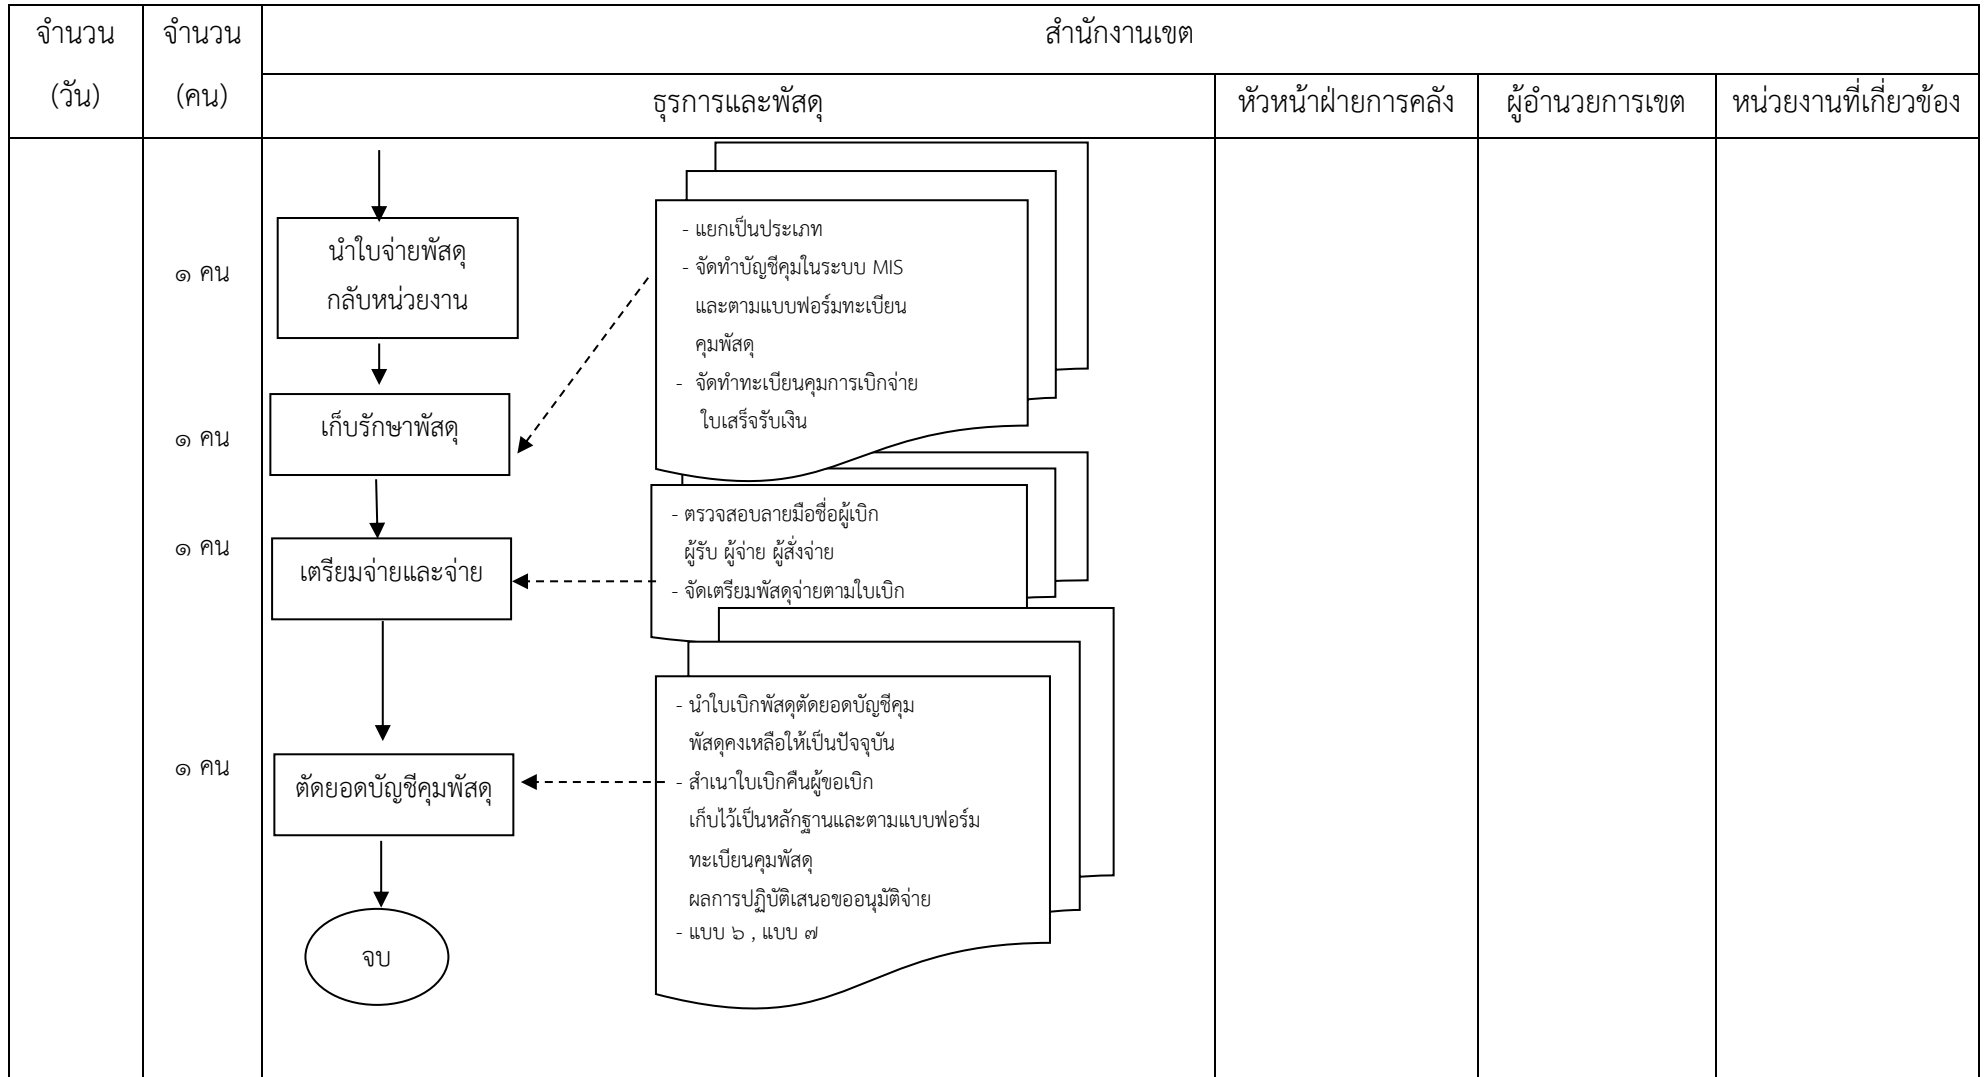 จำนวน
(วัน)
จำนวน
(คน)
สำนักงานเขต
ธุรการและพัสดุ
หัวหน้าฝ่ายการคลัง
ผู้อำนวยการเขต
หน่วยงานที่เกี่ยวข้อง
๑ คน
นำใบจ่ายพัสดุ
กลับหน่วยงาน
- แยกเป็นประเภท
- จัดทำบัญชีคุมในระบบ MIS
และตามแบบฟอร์มทะเบียน
คุมพัสดุ
- จัดทำทะเบียนคุมการเบิกจ่าย
ใบเสร็จรับเงิน
๑ คน
เก็บรักษาพัสดุ
๑ คน
เตรียมจ่ายและจ่าย
- ตรวจสอบลายมือชื่อผู้เบิก
ผู้รับ ผู้จ่าย ผู้สั่งจ่าย
- จัดเตรียมพัสดุจ่ายตามใบเบิก
๑ คน
ตัดยอดบัญชีคุมพัสดุ
- นำใบเบิกพัสดุตัดยอดบัญชีคุม
พัสดุคงเหลือให้เป็นปัจจุบัน
- สำเนาใบเบิกคืนผู้ขอเบิก
เก็บไว้เป็นหลักฐานและตามแบบฟอร์ม
ทะเบียนคุมพัสดุ
ผลการปฏิบัติเสนอขออนุมัติจ่าย
- แบบ ๖ , แบบ ๗
จบ